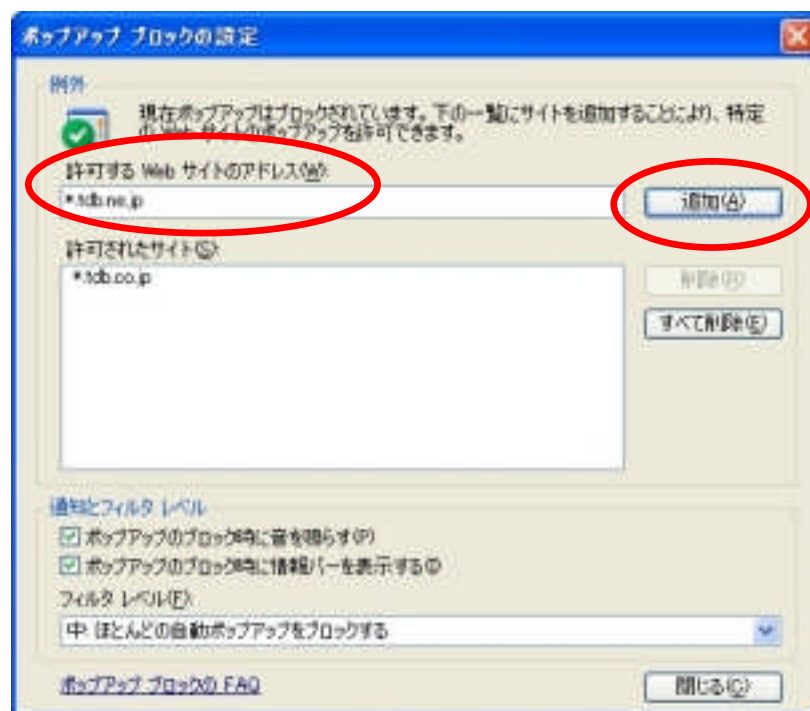 ポップアップ ブロックの設定
例外
現在ポップアップはブロックされています。下の一覧にサイトを追加することにより、特定
の Web サイトのポップアップを許可できます。
許可する Web サイトのアドレス(W):
*.tdb.ne.jp
追加(A)
許可されたサイト(S):
*.tdb.co.jp
削除(R)
すべて削除(E)
通知とフィルタ レベル
ポップアップのブロック時に音を鳴らす(P)
ポップアップのブロック時に情報バーを表示する(I)
フィルタ レベル(F):
中: ほとんどの自動ポップアップをブロックする
ポップアップ ブロックの FAQ
閉じる(C)